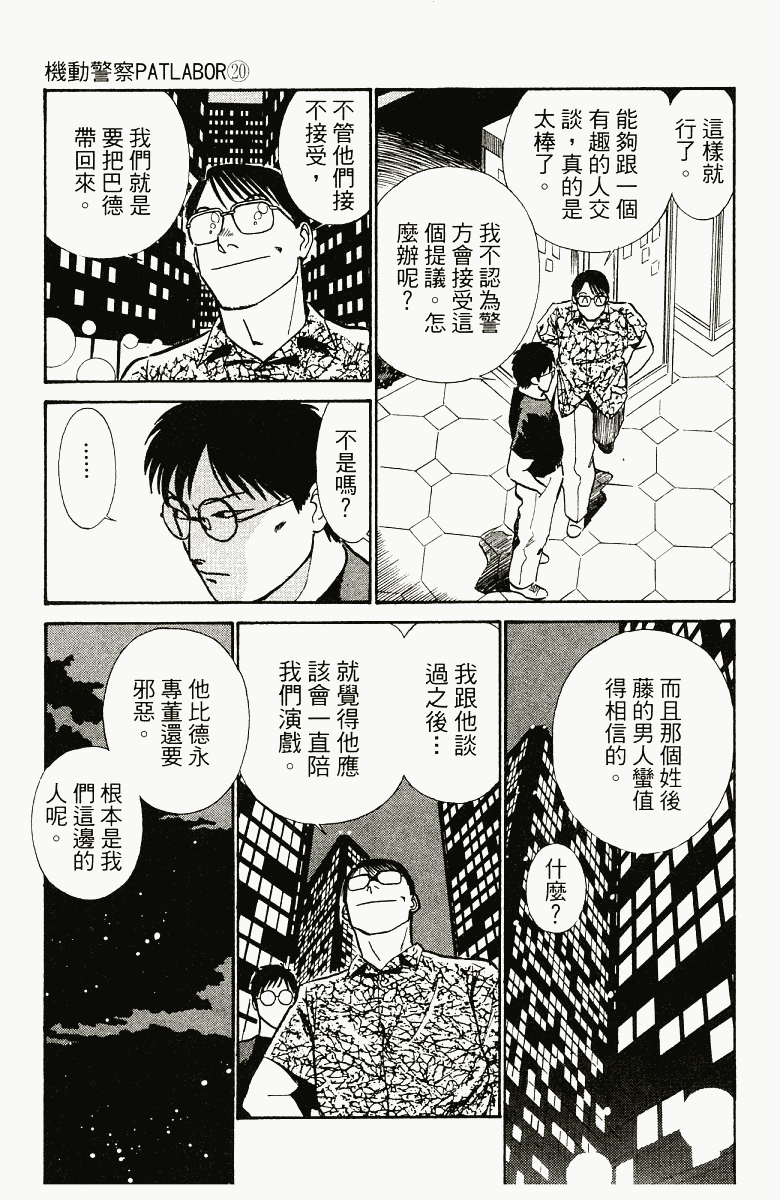 機動警察PATLABOR⑳
這樣就
行了。
能夠跟一個
有趣的人交
談，真的是
太棒了。
我不認為警
方會接受這
個提議。怎
麼辦呢？
不管他們接
不接受，
我們就是
要把巴德
帶回來。
不是嗎？
……
而且那個姓後
藤的男人蠻值
得相信的。
什麼？
我跟他談
過之後…
就覺得他應
該會一直陪
我們演戲。
他比德永
專董還要
邪惡。
根本是我
們這邊的
人呢。